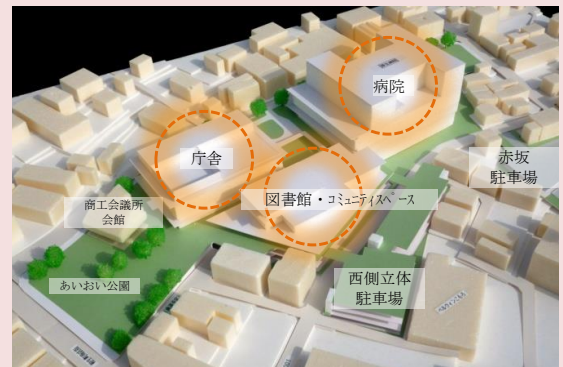 病院
庁舎
図書館・コミュニティスペース
赤坂
駐車場
商工会議所
会館
あいおい公園
西側立体
駐車場